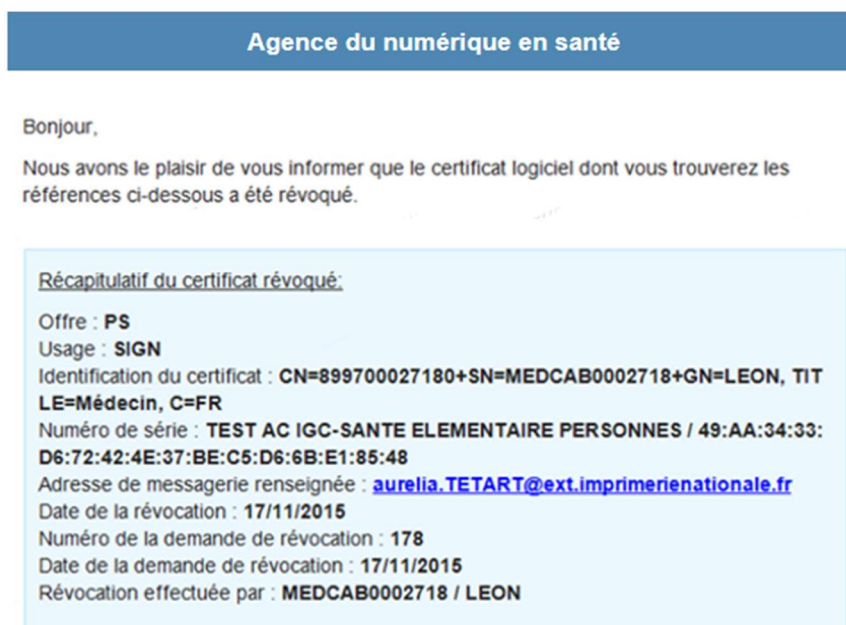 Agence du numérique en santé
Bonjour,
Nous avons le plaisir de vous informer que le certificat logiciel dont vous trouverez les
références ci-dessous a été révoqué.
Récapitulatif du certificat révoqué:
Offre : PS
Usage : SIGN
Identification du certificat : CN=899700027180+SN=MEDCAB0002718+GN=LEON, TIT
LE=Médecin, C=FR
Numéro de série : TEST AC IGC-SANTE ELEMENTAIRE PERSONNES / 49:AA:34:33:
D6:72:42:4E:37:BE:C5:D6:6B:E1:85:48
Adresse de messagerie renseignée : aurelia.TETART@ext.imprimerienationale.fr
Date de la révocation : 17/11/2015
Numéro de la demande de révocation : 178
Date de la demande de révocation : 17/11/2015
Révocation effectuée par : MEDCAB0002718 / LEON